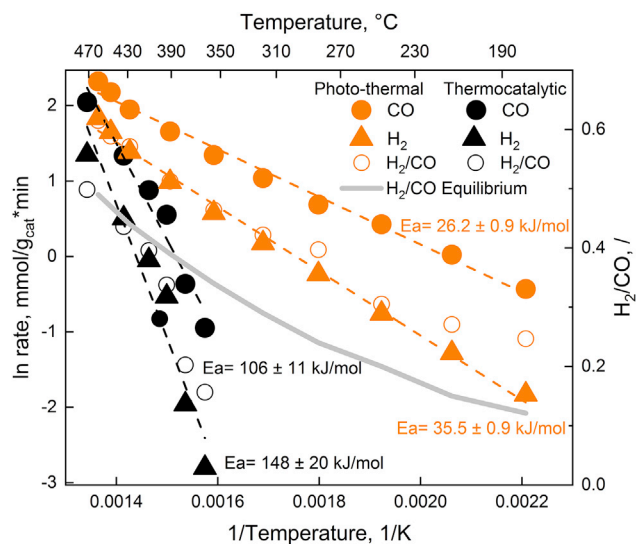 Temperature, °C
470 430 390 350 310 270 230 190
Photo-thermal Thermocatalytic
CO CO
H₂ H₂
H₂/CO H₂/CO
H₂/CO Equilibrium
Ea= 26.2 ± 0.9 kJ/mol
Ea= 106 ± 11 kJ/mol
Ea= 35.5 ± 0.9 kJ/mol
Ea= 148 ± 20 kJ/mol
ln rate, mmol/g_cat*min
2
1
0
-1
-2
-3
H₂/CO, /
0.6
0.4
0.2
0.0
0.0014 0.0016 0.0018 0.0020 0.0022
1/Temperature, 1/K